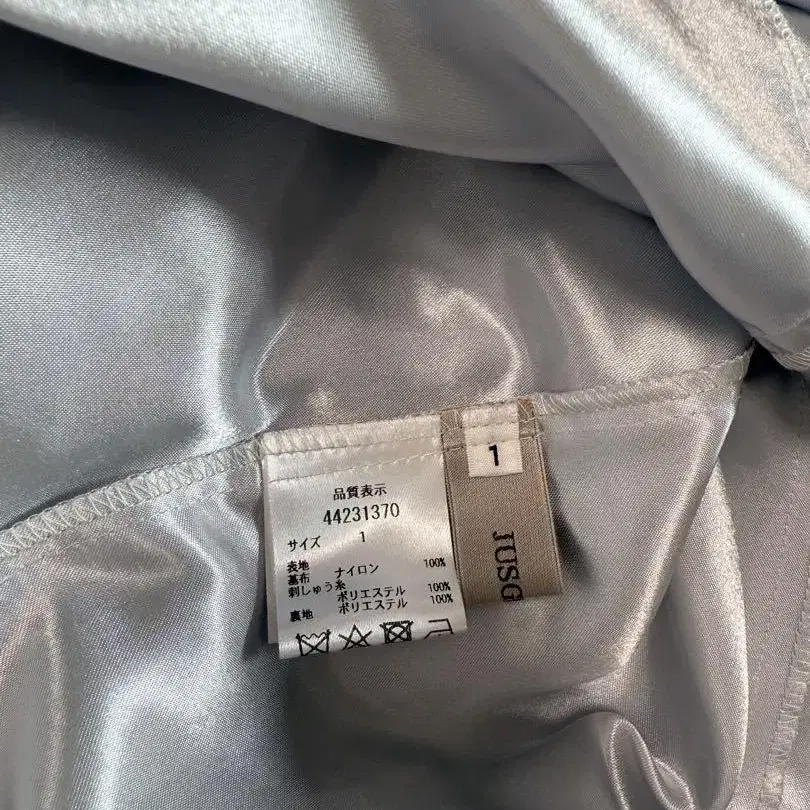 品質表示
44231370
サイズ 1
表地
基布 ナイロン 100%
刺しゅう糸
ポリエステル 100%
裏地 ポリエステル 100%
1
JUSG